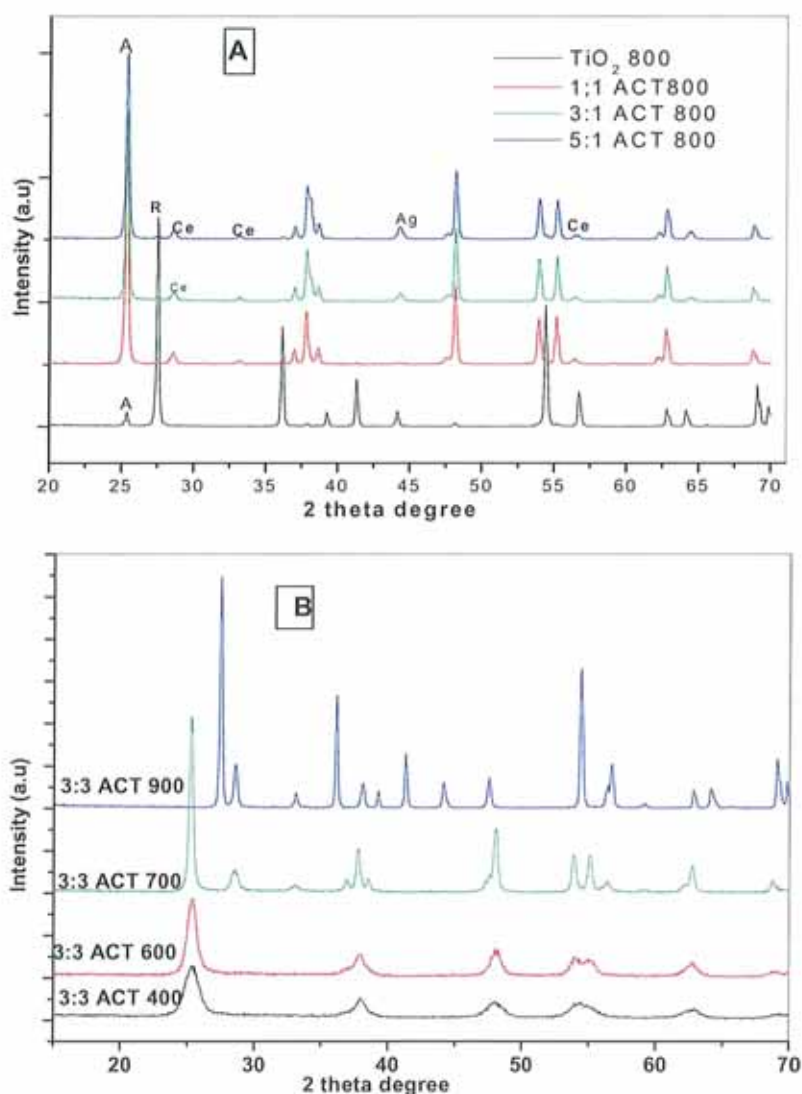 A
A
TiO2 800
1;1 ACT800
3:1 ACT 800
5:1 ACT 800
R
Ce
Ce
Ag
Ce
Ce
A
Intensity (a.u)
20 25 30 35 40 45 50 55 60 65 70
2 theta degree
B
3:3 ACT 900
3:3 ACT 700
3:3 ACT 600
3:3 ACT 400
Intensity (a.u)
20 30 40 50 60 70
2 theta degree